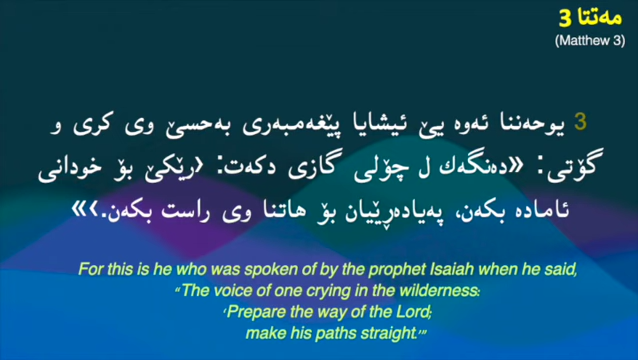 مەتتا 3
(Matthew 3)
3 یوحەننا ئەوە یێ ئیشایا پێغەمبەری بەحسێ وی کری و
گۆتی: «دەنگەك ل چۆلی گازی دکەت: ‹ڕێکێ بۆ خودانی
ئامادە بکەن، پەیادەڕێیان بۆ هاتنا وی راست بکەن.›»
For this is he who was spoken of by the prophet Isaiah when he said,
“The voice of one crying in the wilderness:
‘Prepare the way of the Lord;
make his paths straight.’”